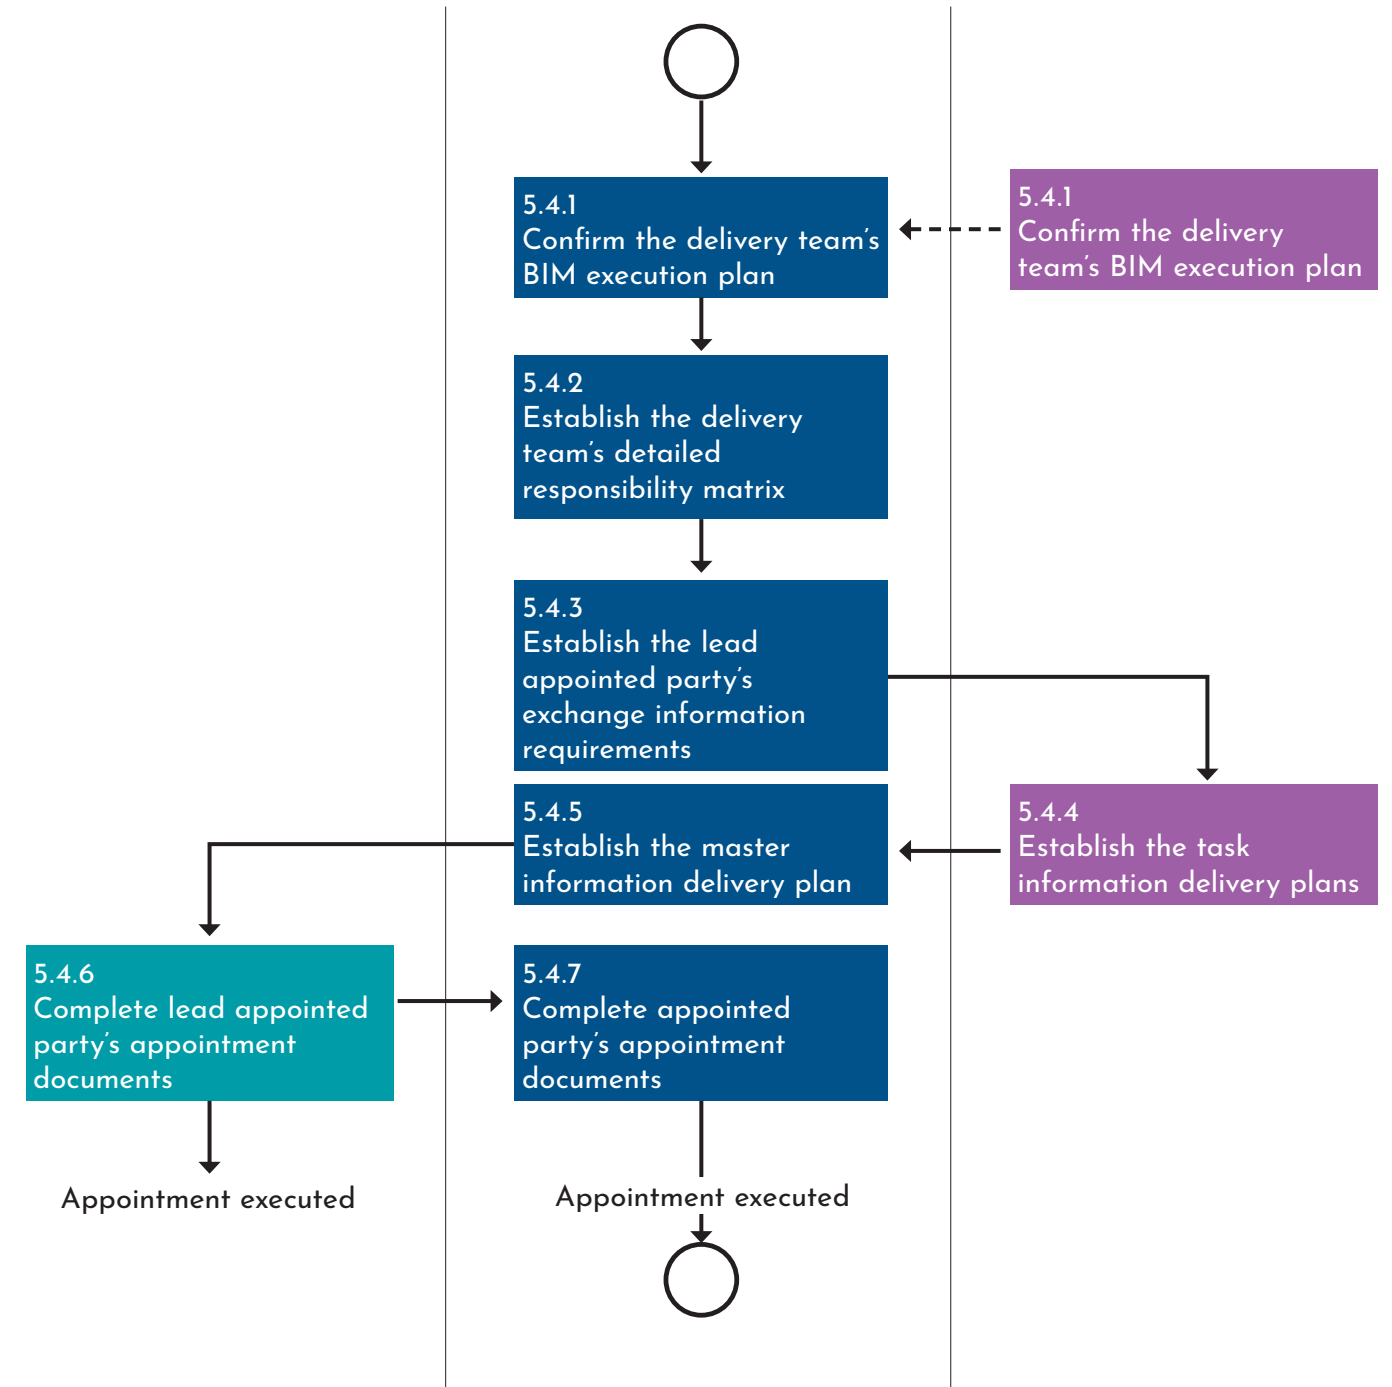 5.4.1
Confirm the delivery team’s
BIM execution plan
5.4.1
Confirm the delivery
team’s BIM execution plan
5.4.2
Establish the delivery
team’s detailed
responsibility matrix
5.4.3
Establish the lead
appointed party’s
exchange information
requirements
5.4.5
Establish the master
information delivery plan
5.4.4
Establish the task
information delivery plans
5.4.6
Complete lead appointed
party’s appointment
documents
5.4.7
Complete appointed
party’s appointment
documents
Appointment executed
Appointment executed